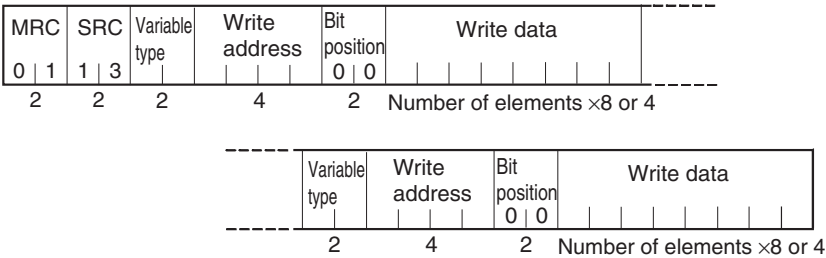 MRC SRC Variable type Write address Bit position Write data
0 1 1 3 0 0
2 2 2 4 2 Number of elements ×8 or 4
Variable type Write address Bit position Write data
0 0
2 4 2 Number of elements ×8 or 4